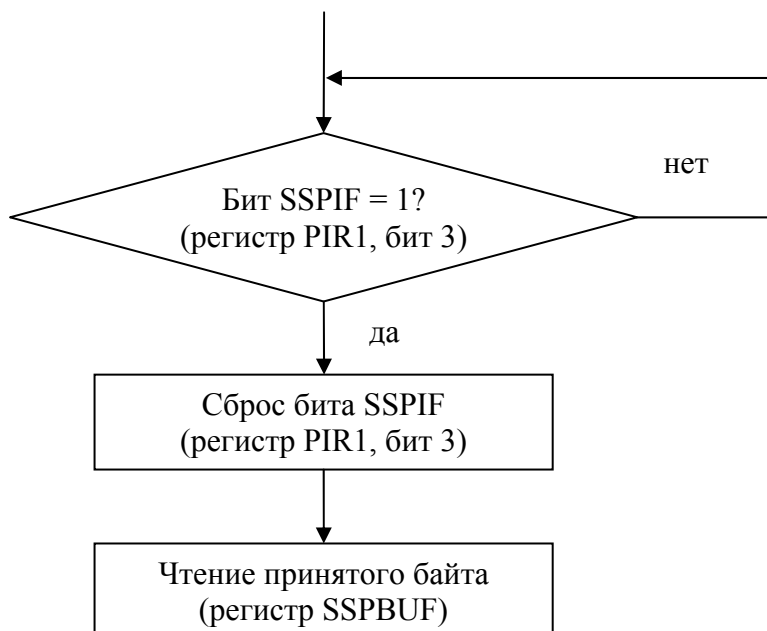 нет
Бит SSPIF = 1?
(регистр PIR1, бит 3)
да
Сброс бита SSPIF
(регистр PIR1, бит 3)
Чтение принятого байта
(регистр SSPBUF)